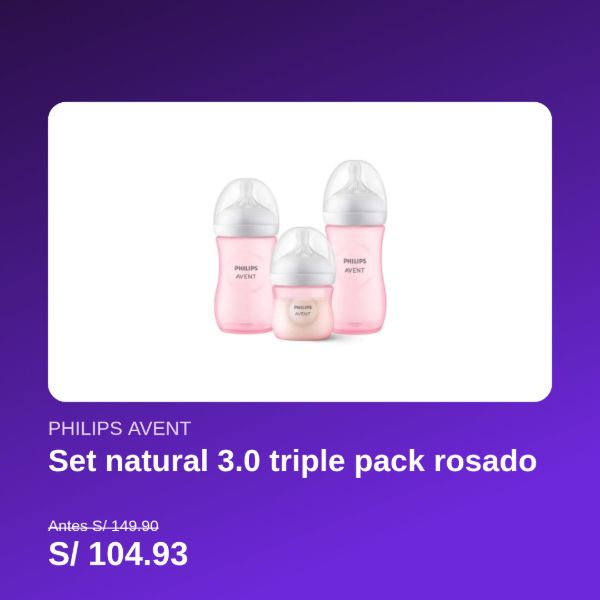 PHILIPS
AVENT
PHILIPS
AVENT
PHILIPS
AVENT
PHILIPS AVENT
Set natural 3.0 triple pack rosado
Antes S/ 149.90
S/ 104.93